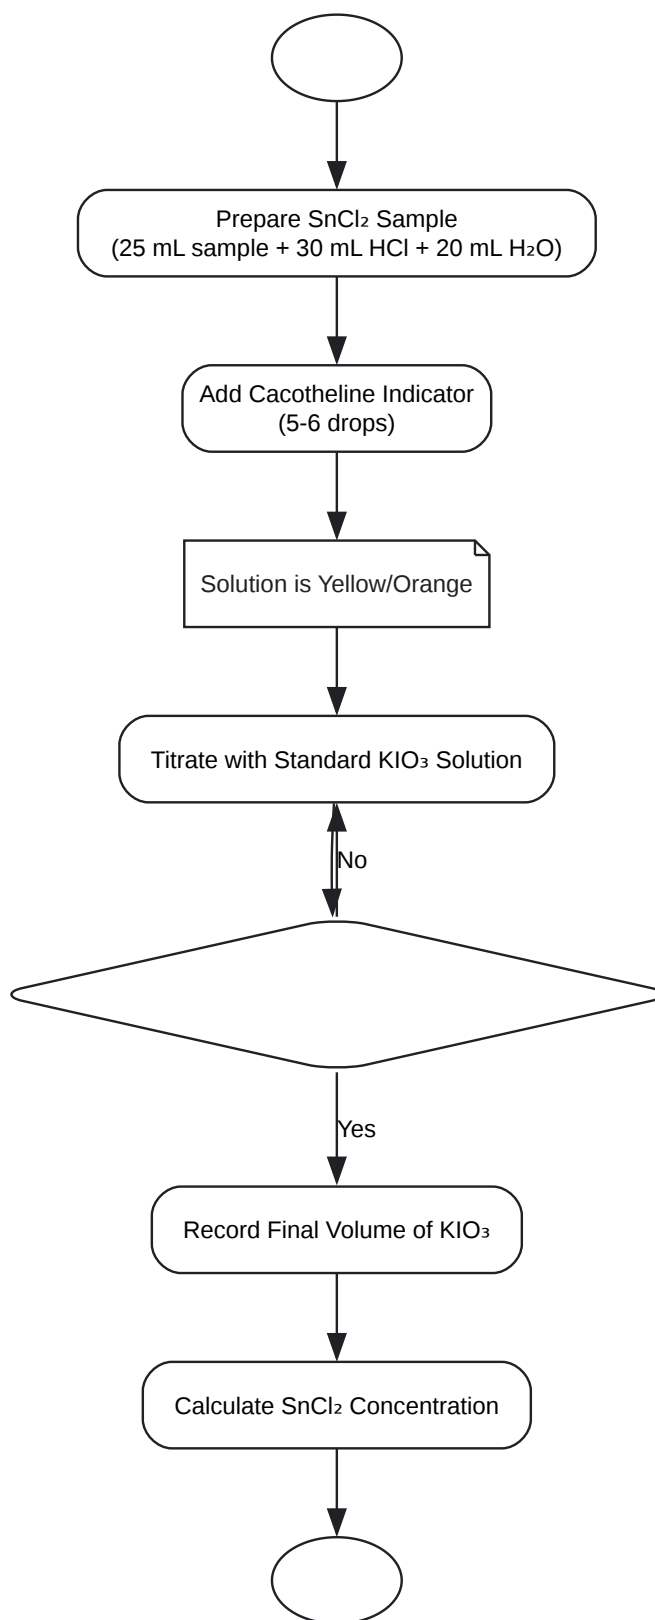 Prepare SnCl₂ Sample
(25 mL sample + 30 mL HCl + 20 mL H₂O)
Add Cacotheline Indicator
(5-6 drops)
Solution is Yellow/Orange
Titrate with Standard KIO₃ Solution
No
Yes
Record Final Volume of KIO₃
Calculate SnCl₂ Concentration